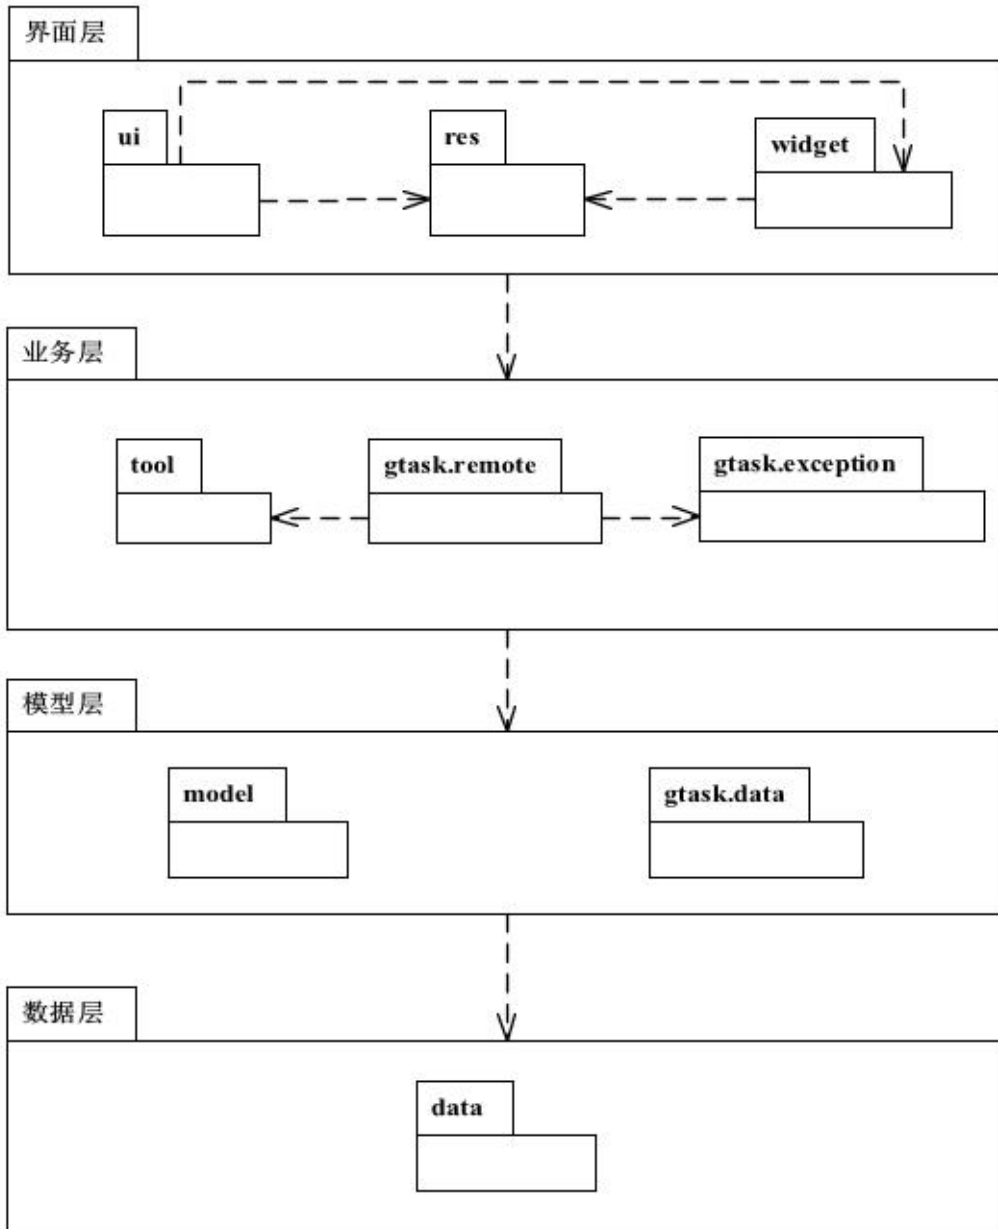 界面层
ui
res
widget
业务层
tool
gtask.remote
gtask.exception
模型层
model
gtask.data
数据层
data